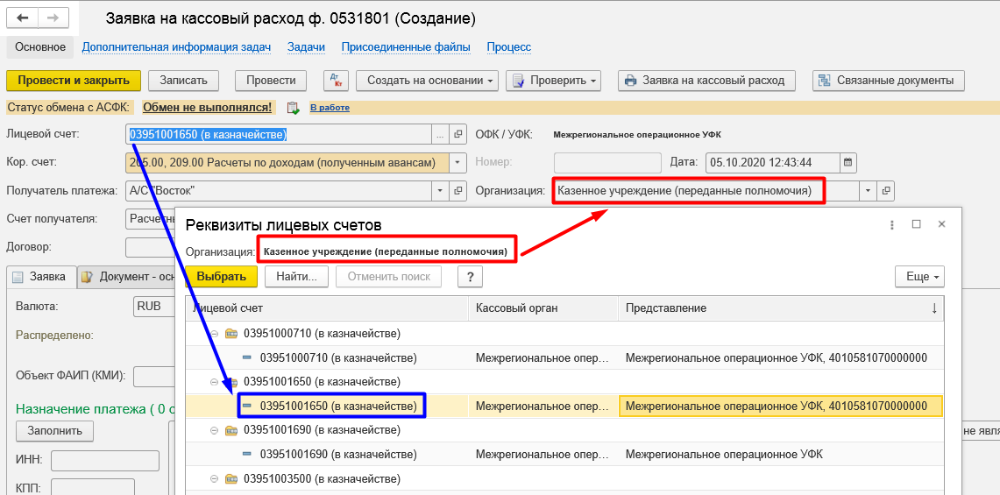 Заявка на кассовый расход ф. 0531801 (Создание)
Основное Дополнительная информация задач Задачи Присоединенные файлы Процесс
Провести и закрыть Записать Провести Дт Кт Создать на основании Проверить Заявка на кассовый расход Связанные документы
Статус обмена с АСФК: Обмен не выполнялся! В работе
Лицевой счет: 03951001650 (в казначействе) ... ОФК / УФК: Межрегиональное операционное УФК
Кор. счет: 205.00, 209.00 Расчеты по доходам (полученным авансам) Номер: Дата: 05.10.2020 12:43:44
Получатель платежа: А/С "Восток" Организация: Казенное учреждение (переданные полномочия)
Счет получателя: Расчетны
Реквизиты лицевых счетов
Договор:
Организация: Казенное учреждение (переданные полномочия)
Заявка Документ - осн
Выбрать Найти... Отменить поиск ? Еще
Валюта: RUB
Лицевой счет Кассовый орган Представление ↓
Распределено:
03951000710 (в казначействе)
03951000710 (в казначействе) Межрегиональное опер... Межрегиональное операционное УФК, 4010581070000000
Объект ФАИП (КМИ):
03951001650 (в казначействе)
Назначение платежа ( 0 с
03951001650 (в казначействе) Межрегиональное опер... Межрегиональное операционное УФК, 4010581070000000
Заполнить
03951001690 (в казначействе)
не явля
ИНН:
03951001690 (в казначействе) Межрегиональное опер... Межрегиональное операционное УФК
КПП:
03951003500 (в казначействе)